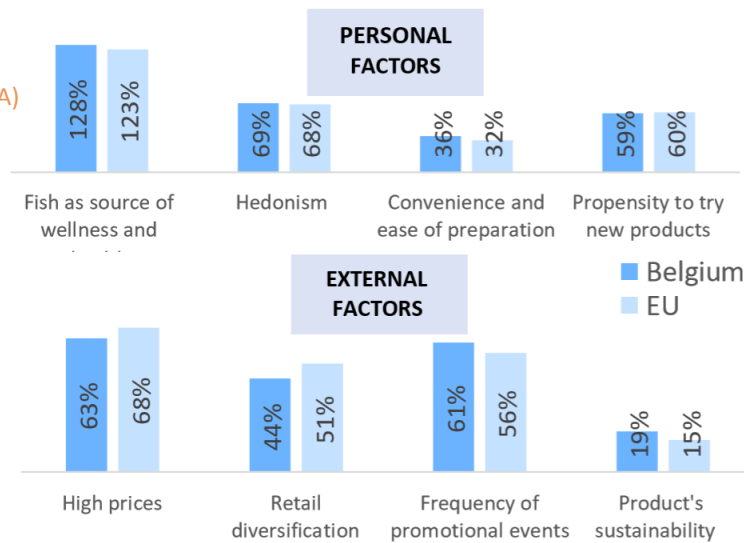 PERSONAL
FACTORS
A)
128%
123%
69%
68%
36%
32%
59%
60%
Fish as source of
wellness and
Hedonism
Convenience and
ease of preparation
Propensity to try
new products
EXTERNAL
FACTORS
Belgium
EU
63%
68%
44%
51%
61%
56%
19%
15%
High prices
Retail
diversification
Frequency of
promotional events
Product's
sustainability